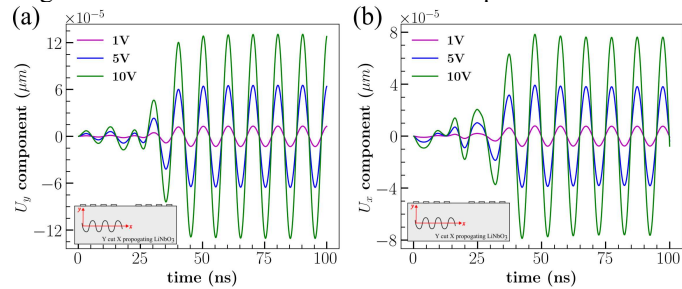 (a)
×10⁻⁵
1V
5V
10V
12
6
0
−6
−12
U_y component (μm)
0 25 50 75 100
time (ns)
y
x
Y cut X propogating LiNbO₃
(b)
×10⁻⁵
1V
5V
10V
8
4
0
−4
−8
U_x component (μm)
0 25 50 75 100
time (ns)
y
x
Y cut X propogating LiNbO₃